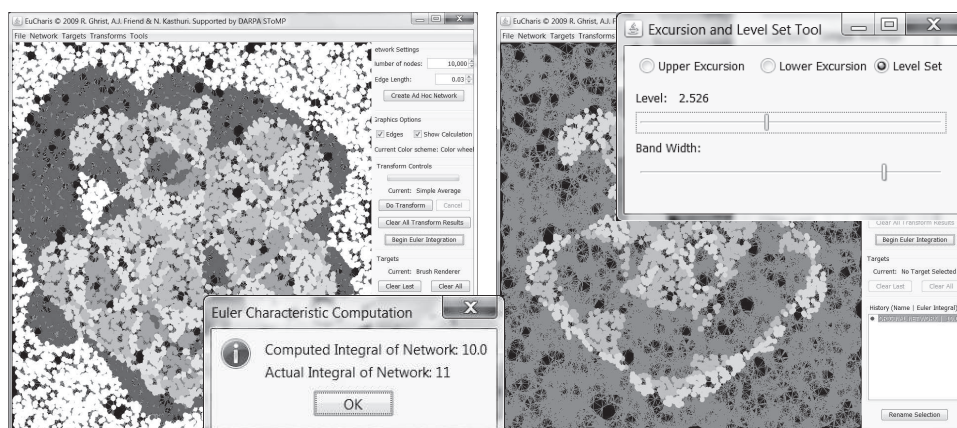 EuCharis © 2009 R. Ghrist, A.J. Friend & N. Kasthuri. Supported by DARPA SToMP
File Network Targets Transforms Tools
etwork Settings
umber of nodes: 10,000
Edge Length: 0.03
Create Ad Hoc Network
Graphics Options
Edges Show Calculation
Current Color scheme: Color wheel
Transform Controls
Current: Simple Average
Do Transform Cancel
Clear All Transform Results
Begin Euler Integration
Targets
Current: Brush Renderer
Clear Last Clear All
Euler Characteristic Computation
Computed Integral of Network: 10.0
Actual Integral of Network: 11
OK
EuCharis © 2009 R. Ghrist, A.J. F
File Network Targets Transforms
Excursion and Level Set Tool
Upper Excursion Lower Excursion Level Set
Level: 2.526
Band Width:
Clear All Transform Results
Begin Euler Integration
Targets
Current: No Target Selected
Clear Last Clear All
History (Name | Euler Integral)
Rename Selection